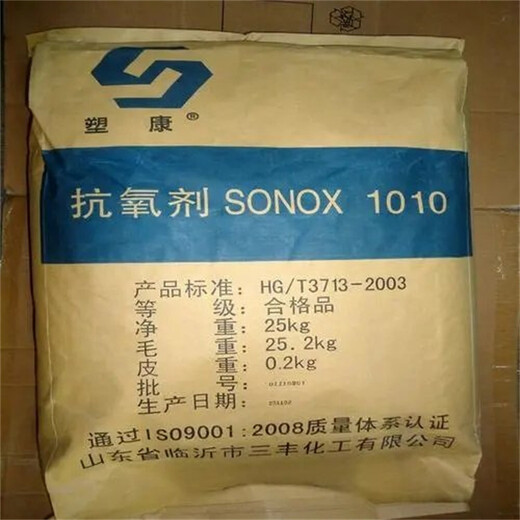 塑康®
抗氧剂 SONOX 1010
产品标准: HG/T3713-2003
等级: 合格品
净重: 25kg
毛重: 25.2kg
皮重: 0.2kg
批号:
生产日期:
通过ISO9001:2008质量体系认证
山东省临沂市三丰化工有限公司